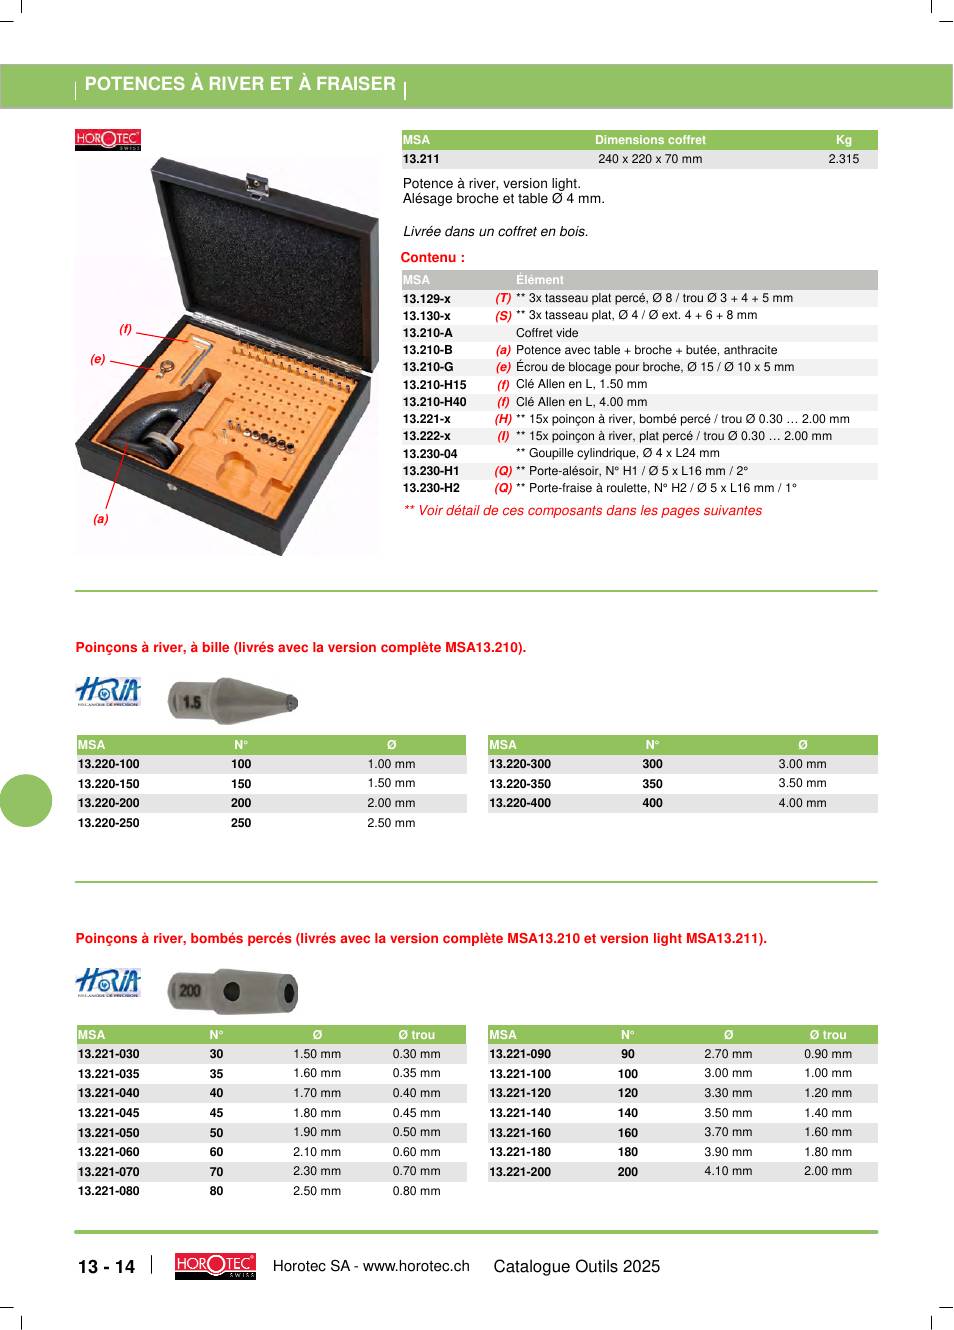 POTENCES À RIVER ET À FRAISER
HOROTEC®
SWISS
MSA Dimensions coffret Kg
13.211 240 x 220 x 70 mm 2.315
Potence à river, version light.
Alésage broche et table Ø 4 mm.
Livrée dans un coffret en bois.
Contenu :
MSA Élément
13.129-x (T) ** 3x tasseau plat percé, Ø 8 / trou Ø 3 + 4 + 5 mm
13.130-x (S) ** 3x tasseau plat, Ø 4 / Ø ext. 4 + 6 + 8 mm
13.210-A Coffret vide
13.210-B (a) Potence avec table + broche + butée, anthracite
13.210-G (e) Écrou de blocage pour broche, Ø 15 / Ø 10 x 5 mm
13.210-H15 (f) Clé Allen en L, 1.50 mm
13.210-H40 (f) Clé Allen en L, 4.00 mm
13.221-x (H) ** 15x poinçon à river, bombé percé / trou Ø 0.30 … 2.00 mm
13.222-x (I) ** 15x poinçon à river, plat percé / trou Ø 0.30 … 2.00 mm
13.230-04 ** Goupille cylindrique, Ø 4 x L24 mm
13.230-H1 (Q) ** Porte-alésoir, N° H1 / Ø 5 x L16 mm / 2°
13.230-H2 (Q) ** Porte-fraise à roulette, N° H2 / Ø 5 x L16 mm / 1°
** Voir détail de ces composants dans les pages suivantes
(f)
(e)
(a)
Poinçons à river, à bille (livrés avec la version complète MSA13.210).
HORIA
MÉCANIQUE DE PRÉCISION
1.5
MSA N° Ø
13.220-100 100 1.00 mm
13.220-150 150 1.50 mm
13.220-200 200 2.00 mm
13.220-250 250 2.50 mm
MSA N° Ø
13.220-300 300 3.00 mm
13.220-350 350 3.50 mm
13.220-400 400 4.00 mm
Poinçons à river, bombés percés (livrés avec la version complète MSA13.210 et version light MSA13.211).
HORIA
MÉCANIQUE DE PRÉCISION
200
MSA N° Ø Ø trou
13.221-030 30 1.50 mm 0.30 mm
13.221-035 35 1.60 mm 0.35 mm
13.221-040 40 1.70 mm 0.40 mm
13.221-045 45 1.80 mm 0.45 mm
13.221-050 50 1.90 mm 0.50 mm
13.221-060 60 2.10 mm 0.60 mm
13.221-070 70 2.30 mm 0.70 mm
13.221-080 80 2.50 mm 0.80 mm
MSA N° Ø Ø trou
13.221-090 90 2.70 mm 0.90 mm
13.221-100 100 3.00 mm 1.00 mm
13.221-120 120 3.30 mm 1.20 mm
13.221-140 140 3.50 mm 1.40 mm
13.221-160 160 3.70 mm 1.60 mm
13.221-180 180 3.90 mm 1.80 mm
13.221-200 200 4.10 mm 2.00 mm
13 - 14 HOROTEC® SWISS Horotec SA - www.horotec.ch Catalogue Outils 2025